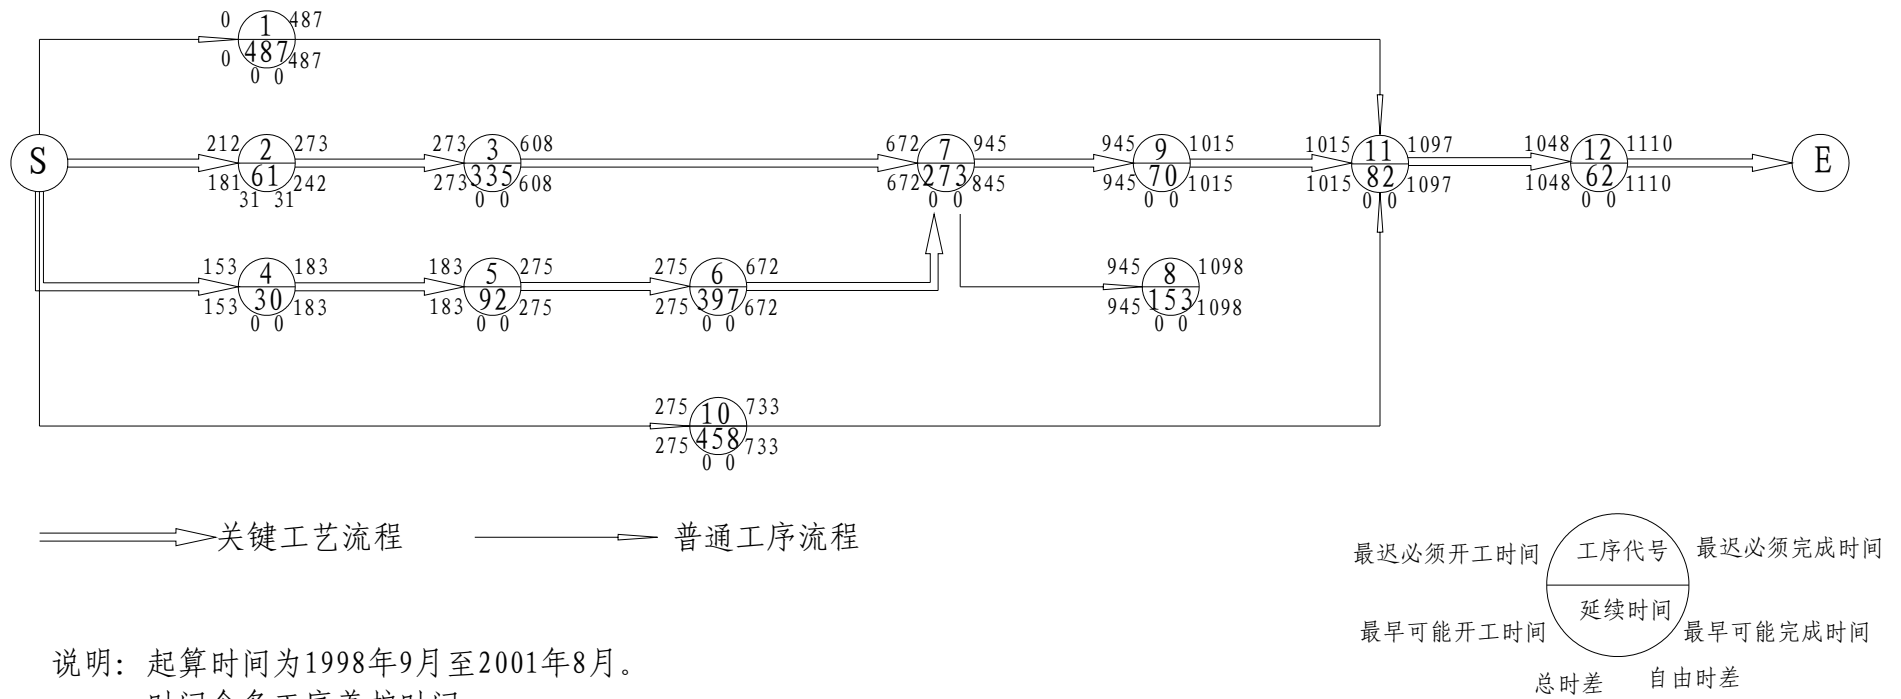 0 1 487
0 487 487
0 0
S
212 2 273
181 61 242
31 31
273 3 608
273 335 608
0 0
672 7 945
672 273 845
0 0
945 9 1015
945 70 1015
0 0
1015 11 1097
1015 82 1097
0 0
1048 12 1110
1048 62 1110
0 0
E
153 4 183
153 30 183
0 0
183 5 275
183 92 275
0 0
275 6 672
275 397 672
0 0
945 8 1098
945 153 1098
0 0
275 10 733
275 458 733
0 0
关键工艺流程
普通工序流程
最迟必须开工时间 工序代号 最迟必须完成时间
延续时间
最早可能开工时间 最早可能完成时间
总时差 自由时差
说明：起算时间为1998年9月至2001年8月。